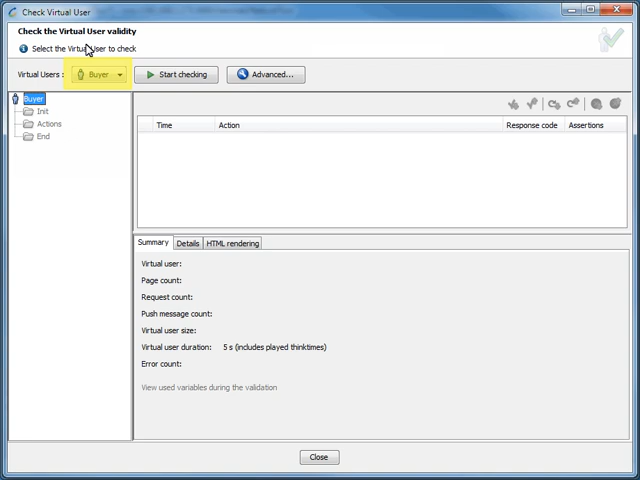 Check Virtual User
Check the Virtual User validity
Select the Virtual User to check
Virtual Users : Buyer Start checking Advanced...
Buyer
Init
Actions
End
Time Action Response code Assertions
Summary Details HTML rendering
Virtual user:
Page count:
Request count:
Push message count:
Virtual user size:
Virtual user duration: 5 s (includes played thinktimes)
Error count:
View used variables during the validation
Close